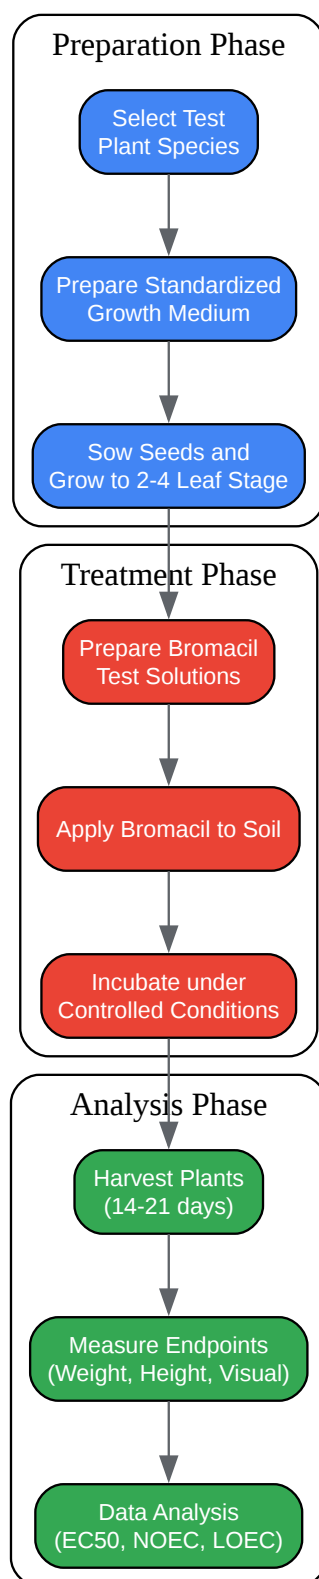 Preparation Phase
Select Test
Plant Species
Prepare Standardized
Growth Medium
Sow Seeds and
Grow to 2-4 Leaf Stage
Treatment Phase
Prepare Bromacil
Test Solutions
Apply Bromacil to Soil
Incubate under
Controlled Conditions
Analysis Phase
Harvest Plants
(14-21 days)
Measure Endpoints
(Weight, Height, Visual)
Data Analysis
(EC50, NOEC, LOEC)